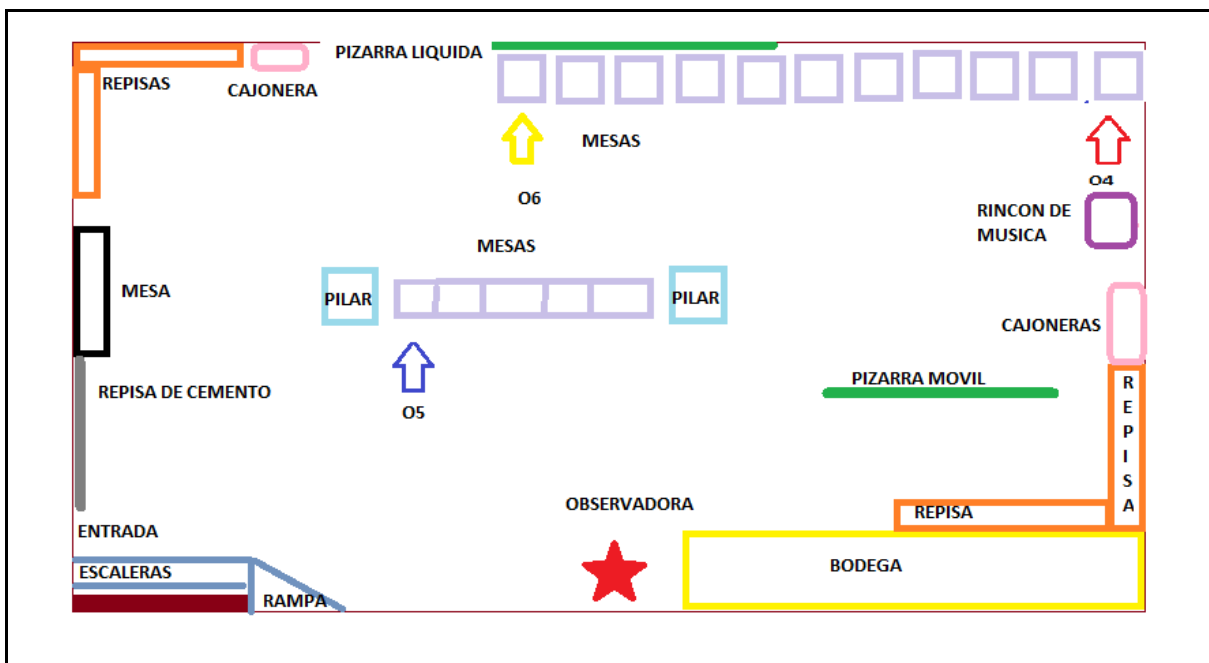 PIZARRA LIQUIDA
REPISAS
CAJONERA
MESAS
O4
O6
RINCON DE
MUSICA
MESAS
MESA
PILAR
PILAR
CAJONERAS
PIZARRA MOVIL
REPISA DE CEMENTO
O5
R
E
P
I
S
A
OBSERVADORA
REPISA
ENTRADA
BODEGA
ESCALERAS
RAMPA